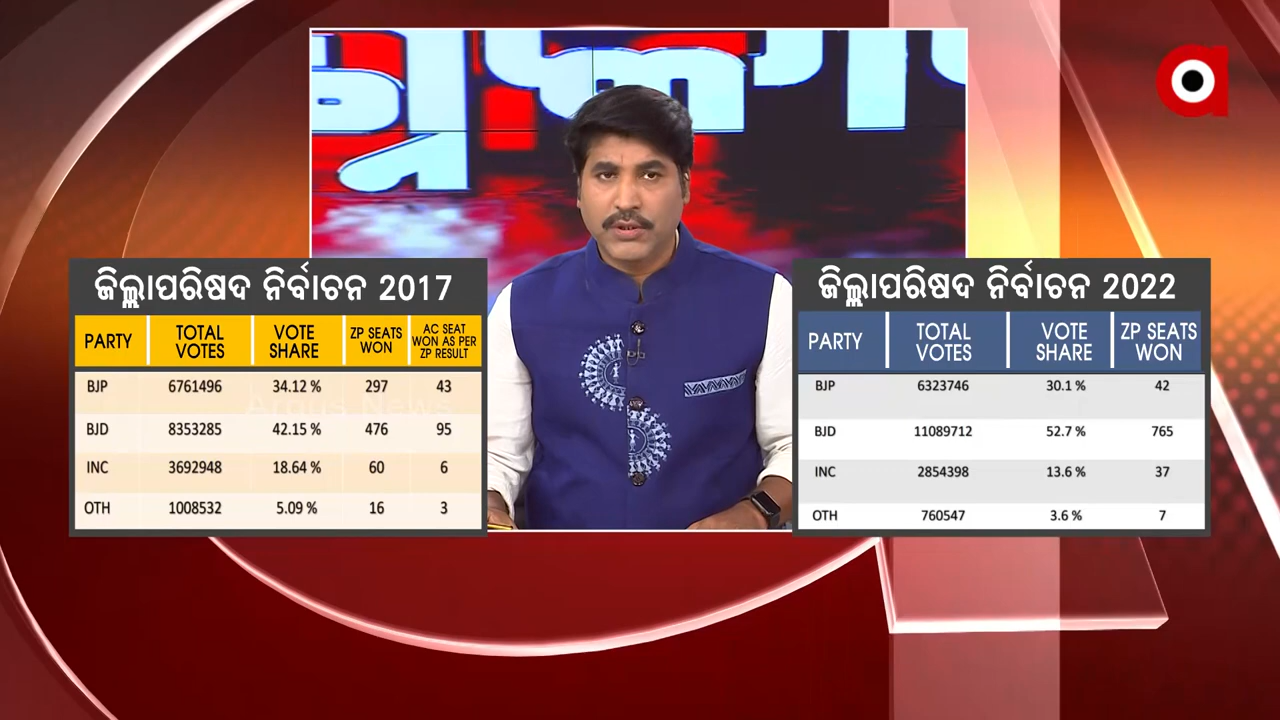 ଜିଲ୍ଲାପରିଷଦ ନିର୍ବାଚନ 2017
PARTY TOTAL VOTES VOTE SHARE ZP SEATS WON AC SEAT WON AS PER ZP RESULT
BJP 6761496 34.12 % 297 43
BJD 8353285 42.15 % 476 95
INC 3692948 18.64 % 60 6
OTH 1008532 5.09 % 16 3
Argus News
ଜିଲ୍ଲାପରିଷଦ ନିର୍ବାଚନ 2022
PARTY TOTAL VOTES VOTE SHARE ZP SEATS WON
BJP 6323746 30.1 % 42
BJD 11089712 52.7 % 765
INC 2854398 13.6 % 37
OTH 760547 3.6 % 7